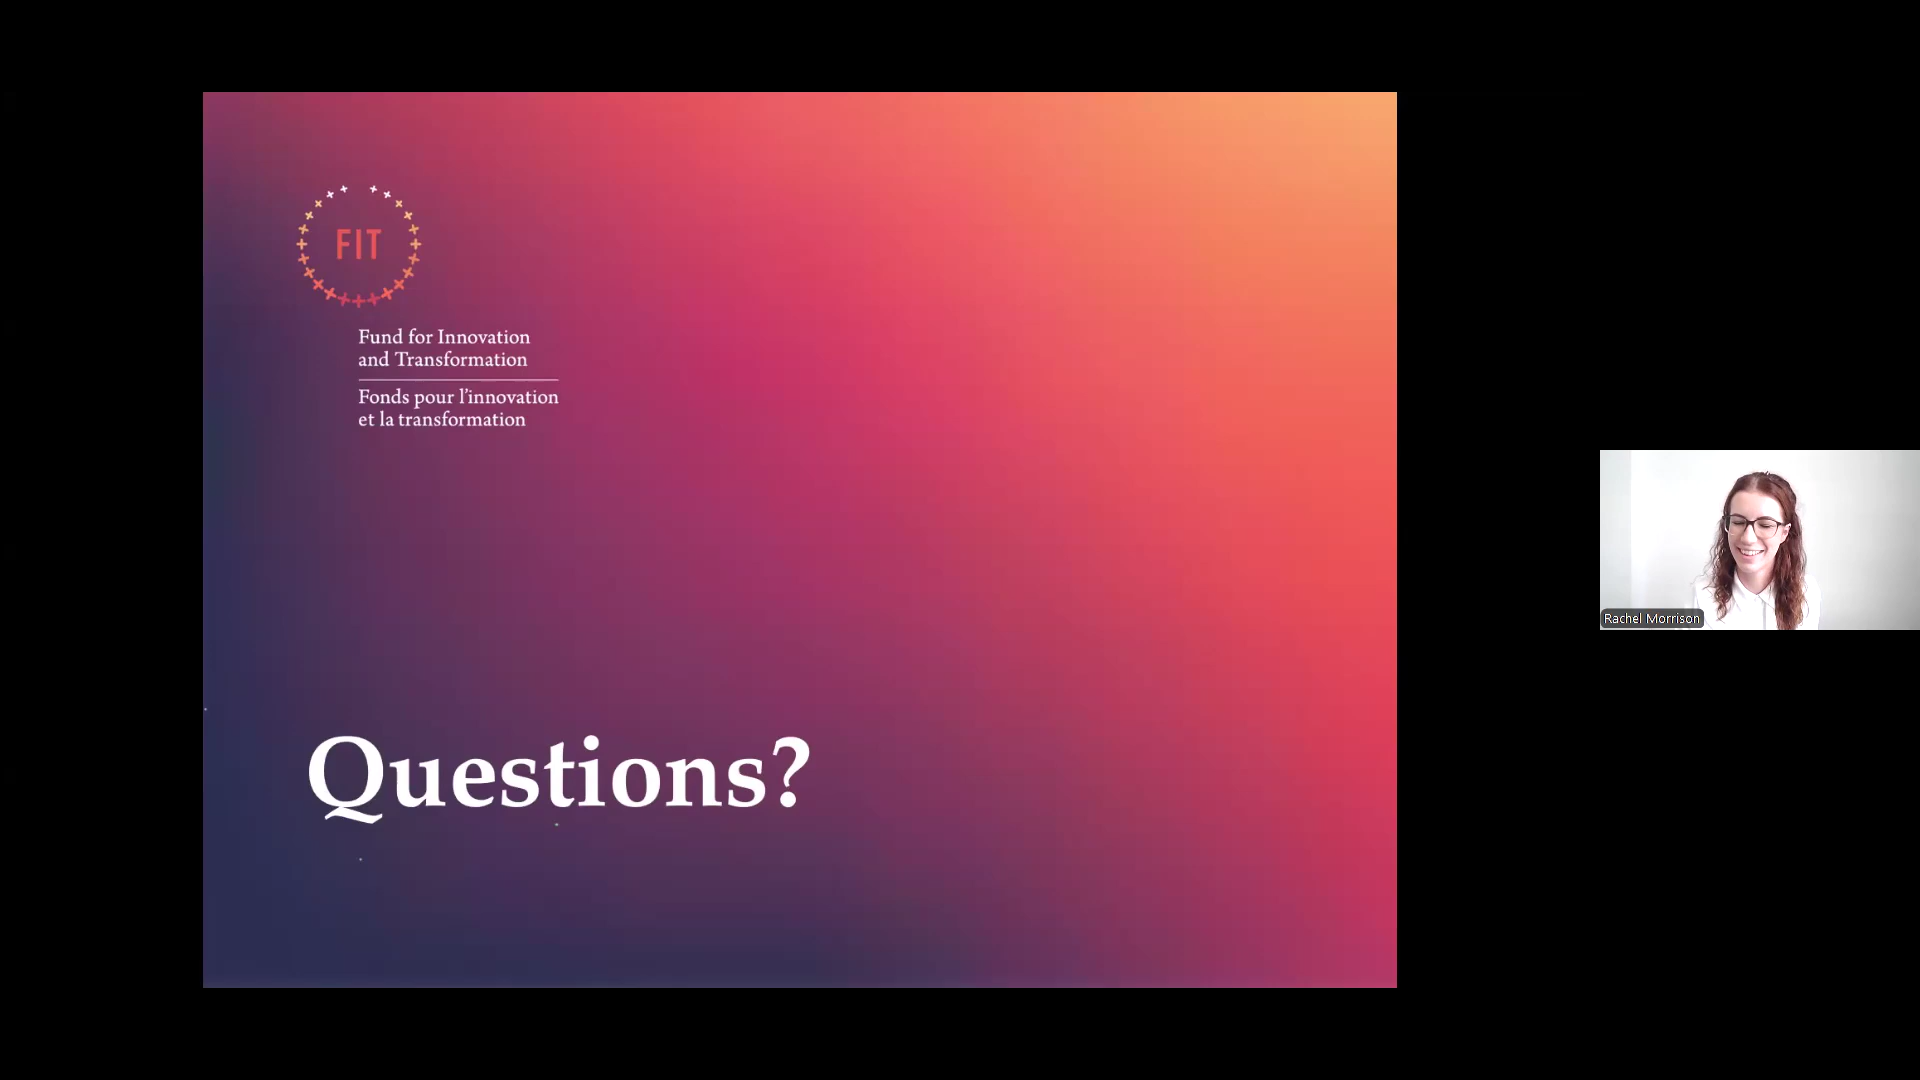 FIT
Fund for Innovation
and Transformation
Fonds pour l'innovation
et la transformation
Questions?
Rachel Morrison